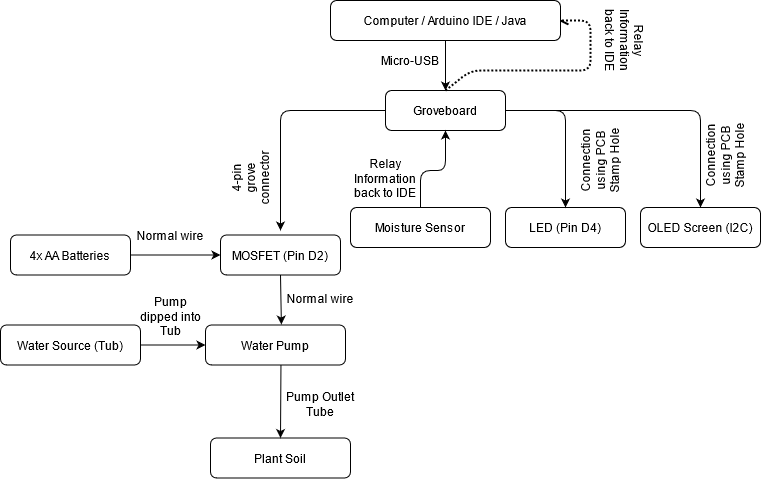 Computer / Arduino IDE / Java
Relay
Information
back to IDE
Micro-USB
Groveboard
4-pin
grove
connector
Relay
Information
back to IDE
Connection
using PCB
Stamp Hole
Connection
using PCB
Stamp Hole
Moisture Sensor
LED (Pin D4)
OLED Screen (I2C)
Normal wire
4x AA Batteries
MOSFET (Pin D2)
Normal wire
Pump
dipped into
Tub
Water Source (Tub)
Water Pump
Pump Outlet
Tube
Plant Soil